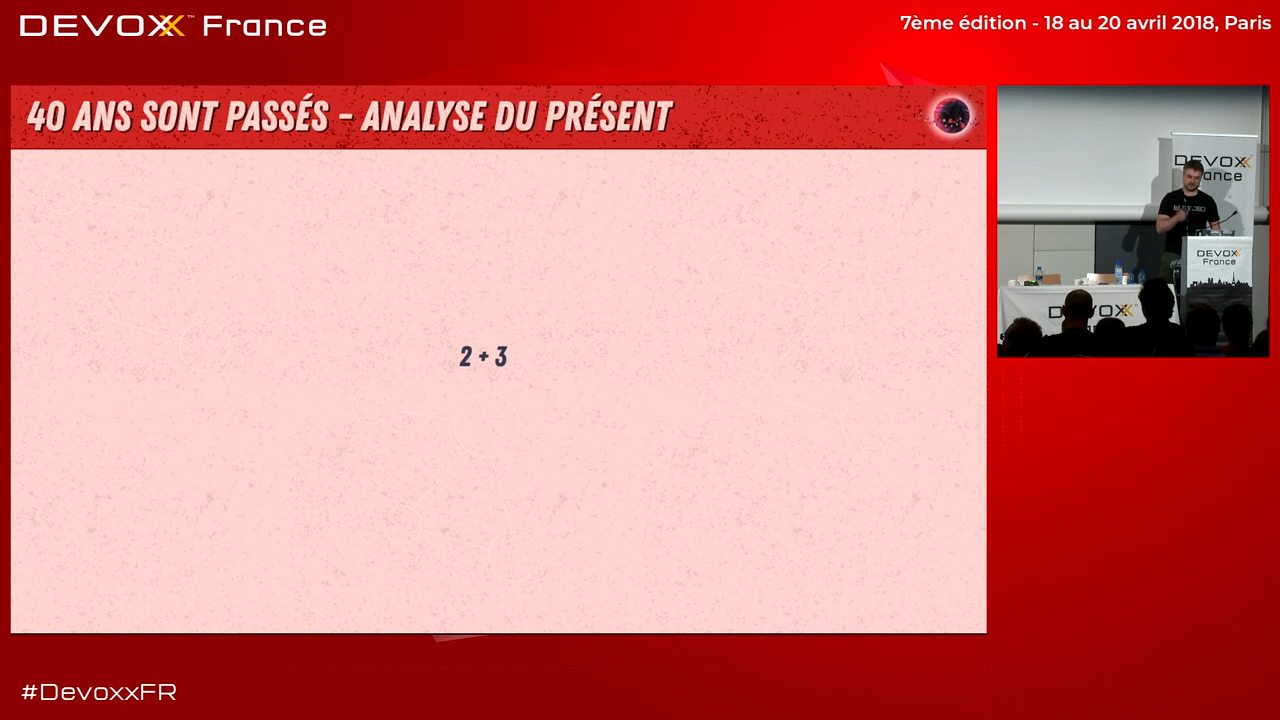 DEVOXX™ France
7ème édition - 18 au 20 avril 2018, Paris
40 ANS SONT PASSÉS - ANALYSE DU PRÉSENT
2 + 3
DEVOXX
France
DEVOXX
France
DEVOXX
#DevoxxFR